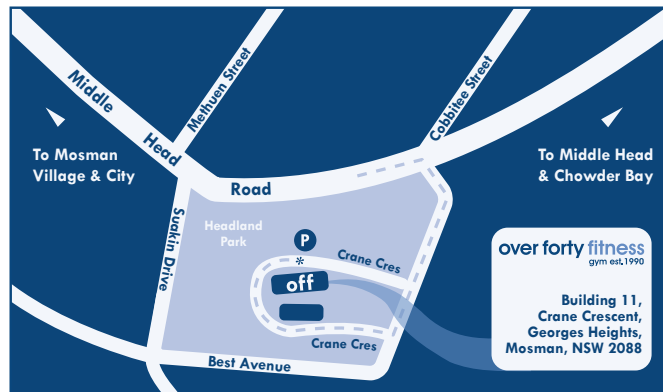 Methuen Street
Cobbitee Street
Middle Head Road
To Mosman
Village & City
To Middle Head
& Chowder Bay
Suakin Drive
Headland
Park
P
Crane Cres
*
off
Crane Cres
Best Avenue
over forty fitness
gym est.1990
Building 11,
Crane Crescent,
Georges Heights,
Mosman, NSW 2088